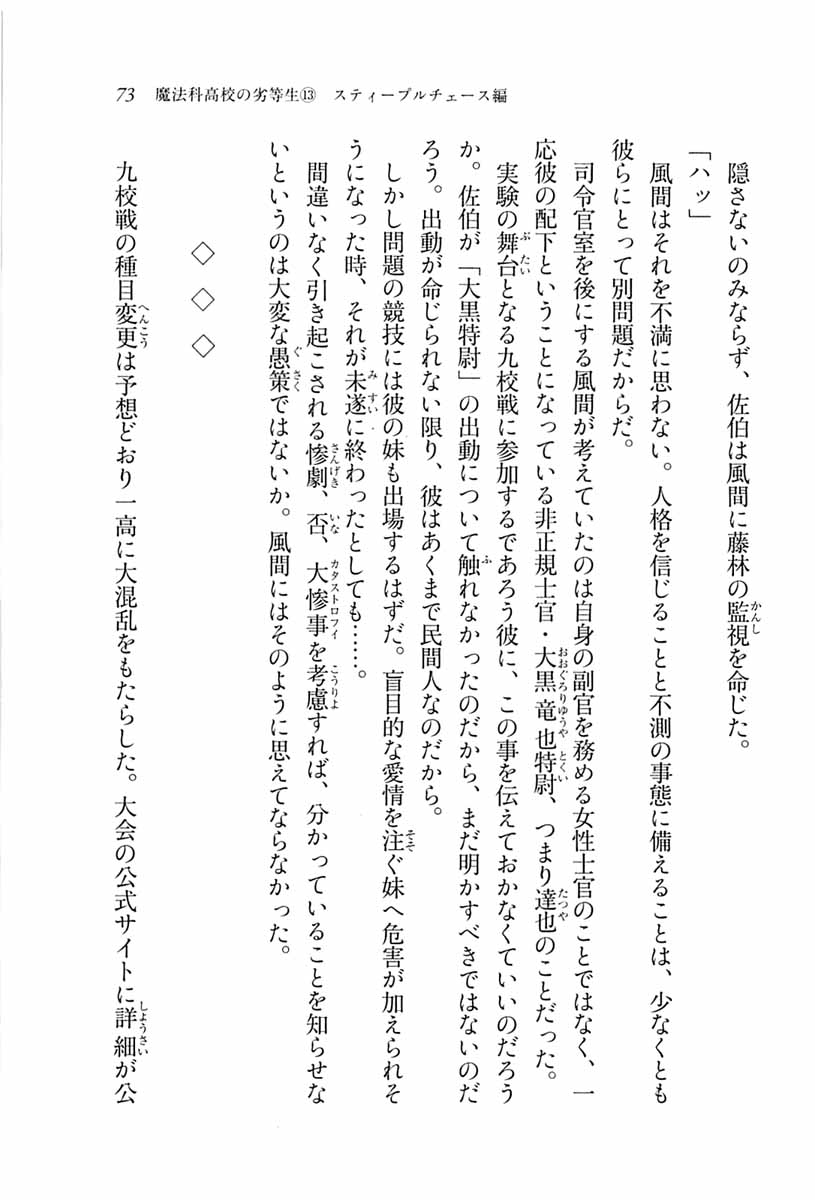 73　魔法科高校の劣等生⑬　スティープルチェース編
隠さないのみならず、佐伯は風間に藤林の監視を命じた。
「ハッ」
風間はそれを不満に思わない。人格を信じることと不測の事態に備えることは、少なくとも
彼らにとって別問題だからだ。
司令官室を後にする風間が考えていたのは自身の副官を務める女性士官のことではなく、一
応彼の配下ということになっている非正規士官・大黒竜也特尉、つまり達也のことだった。
実験の舞台となる九校戦に参加するであろう彼に、この事を伝えておかなくていいのだろう
か。佐伯が「大黒特尉」の出動について触れなかったのだから、まだ明かすべきではないのだ
ろう。出動が命じられない限り、彼はあくまで民間人なのだから。
しかし問題の競技には彼の妹も出場するはずだ。盲目的な愛情を注ぐ妹へ危害が加えられそ
うになった時、それが未遂に終わったとしても……。
間違いなく引き起こされる惨劇、否、大惨事を考慮すれば、分かっていることを知らせな
いというのは大変な愚策ではないか。風間にはそのように思えてならなかった。
◇　◇　◇
九校戦の種目変更は予想どおり一高に大混乱をもたらした。大会の公式サイトに詳細が公